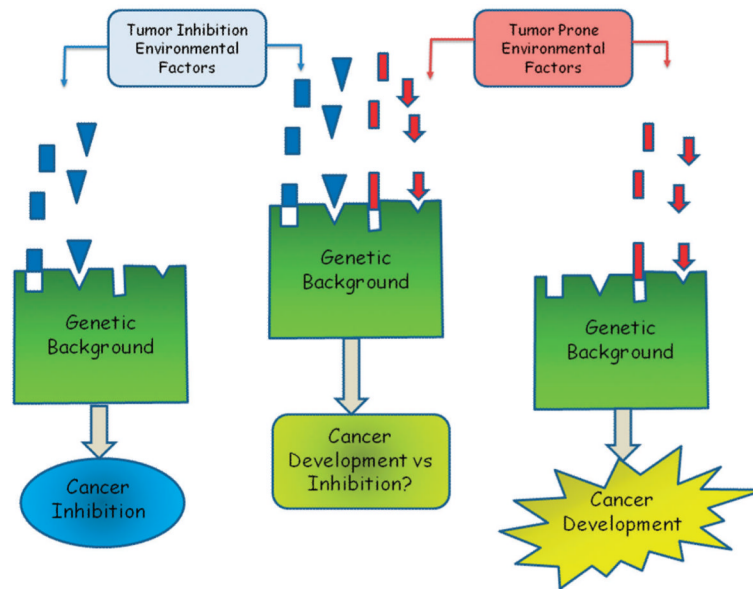 Tumor Inhibition
Environmental
Factors
Tumor Prone
Environmental
Factors
Genetic
Background
Genetic
Background
Genetic
Background
Cancer
Inhibition
Cancer
Development vs
Inhibition?
Cancer
Development